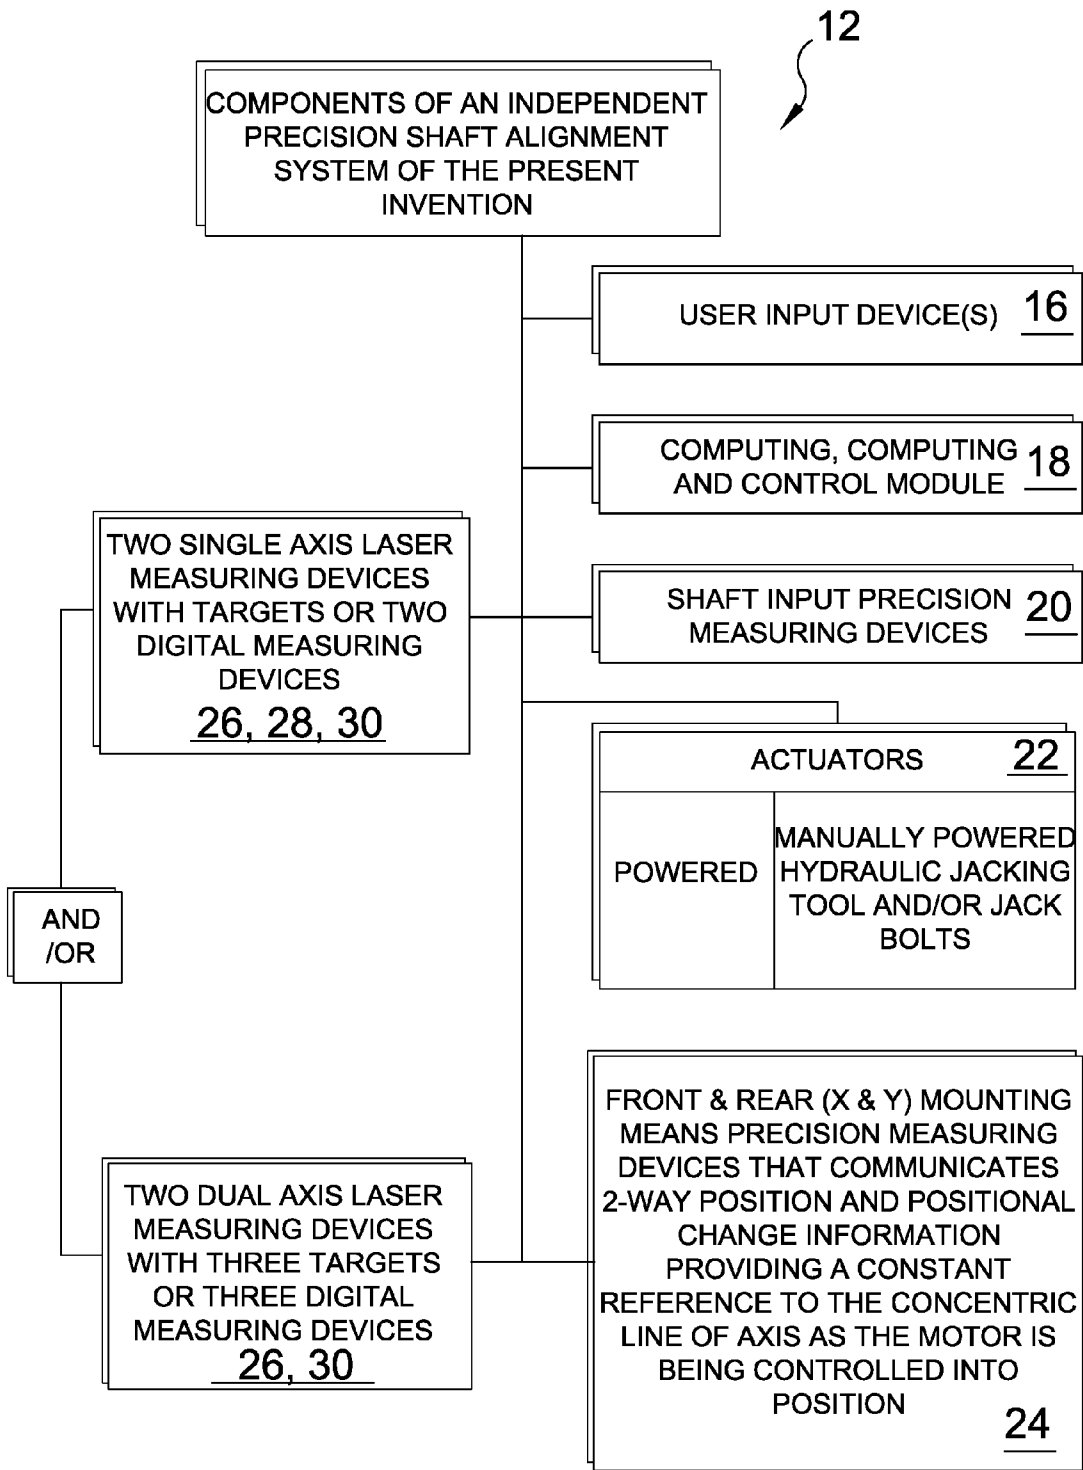 12
COMPONENTS OF AN INDEPENDENT
PRECISION SHAFT ALIGNMENT
SYSTEM OF THE PRESENT
INVENTION
USER INPUT DEVICE(S) 16
COMPUTING, COMPUTING
AND CONTROL MODULE 18
TWO SINGLE AXIS LASER
MEASURING DEVICES
WITH TARGETS OR TWO
DIGITAL MEASURING
DEVICES
26, 28, 30
SHAFT INPUT PRECISION
MEASURING DEVICES 20
ACTUATORS 22
POWERED
MANUALLY POWERED
HYDRAULIC JACKING
TOOL AND/OR JACK
BOLTS
AND
/OR
TWO DUAL AXIS LASER
MEASURING DEVICES
WITH THREE TARGETS
OR THREE DIGITAL
MEASURING DEVICES
26, 30
FRONT & REAR (X & Y) MOUNTING
MEANS PRECISION MEASURING
DEVICES THAT COMMUNICATES
2-WAY POSITION AND POSITIONAL
CHANGE INFORMATION
PROVIDING A CONSTANT
REFERENCE TO THE CONCENTRIC
LINE OF AXIS AS THE MOTOR IS
BEING CONTROLLED INTO
POSITION
24